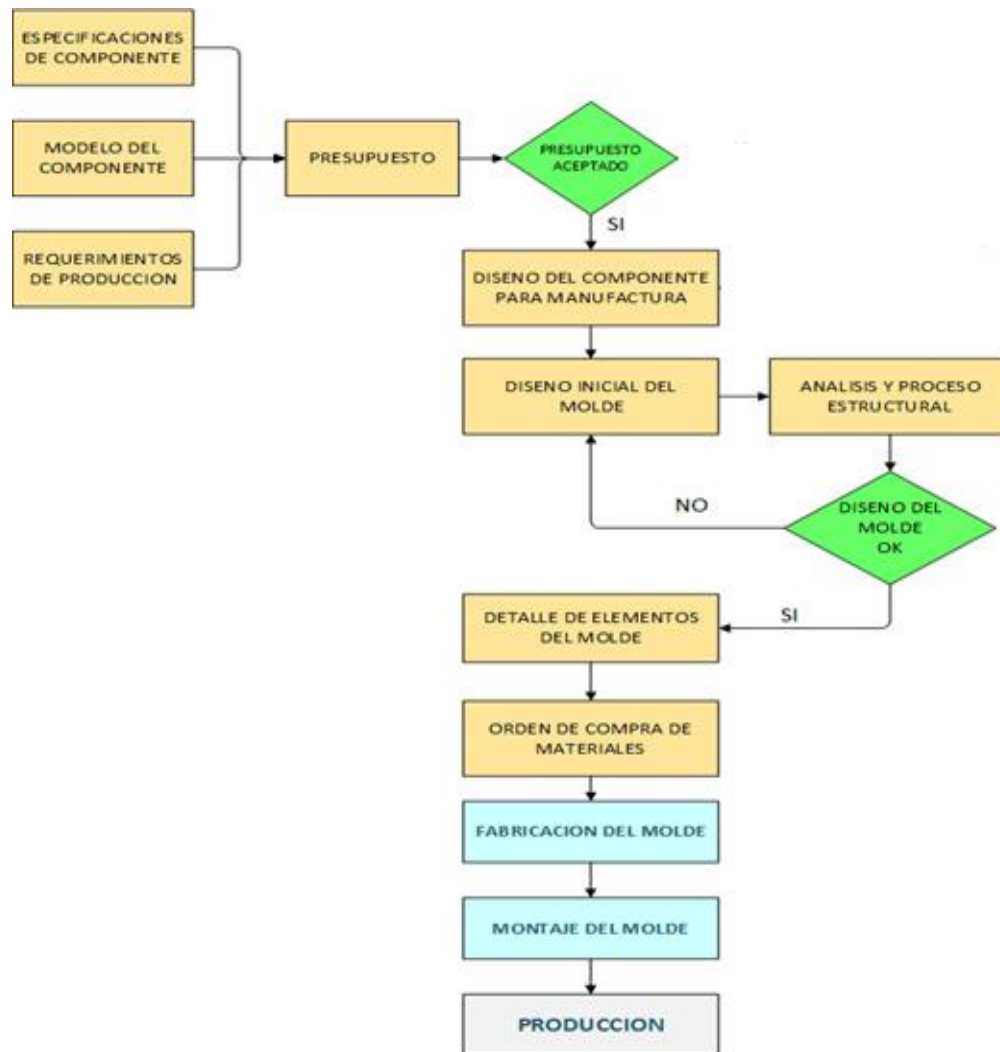 ESPECIFICACIONES
DE COMPONENTE
MODELO DEL
COMPONENTE
REQUERIMIENTOS
DE PRODUCCION
PRESUPUESTO
PRESUPUESTO
ACEPTADO
SI
DISENO DEL COMPONENTE
PARA MANUFACTURA
DISENO INICIAL DEL
MOLDE
ANALISIS Y PROCESO
ESTRUCTURAL
DISENO DEL
MOLDE
OK
NO
SI
DETALLE DE ELEMENTOS
DEL MOLDE
ORDEN DE COMPRA DE
MATERIALES
FABRICACION DEL MOLDE
MONTAJE DEL MOLDE
PRODUCCION